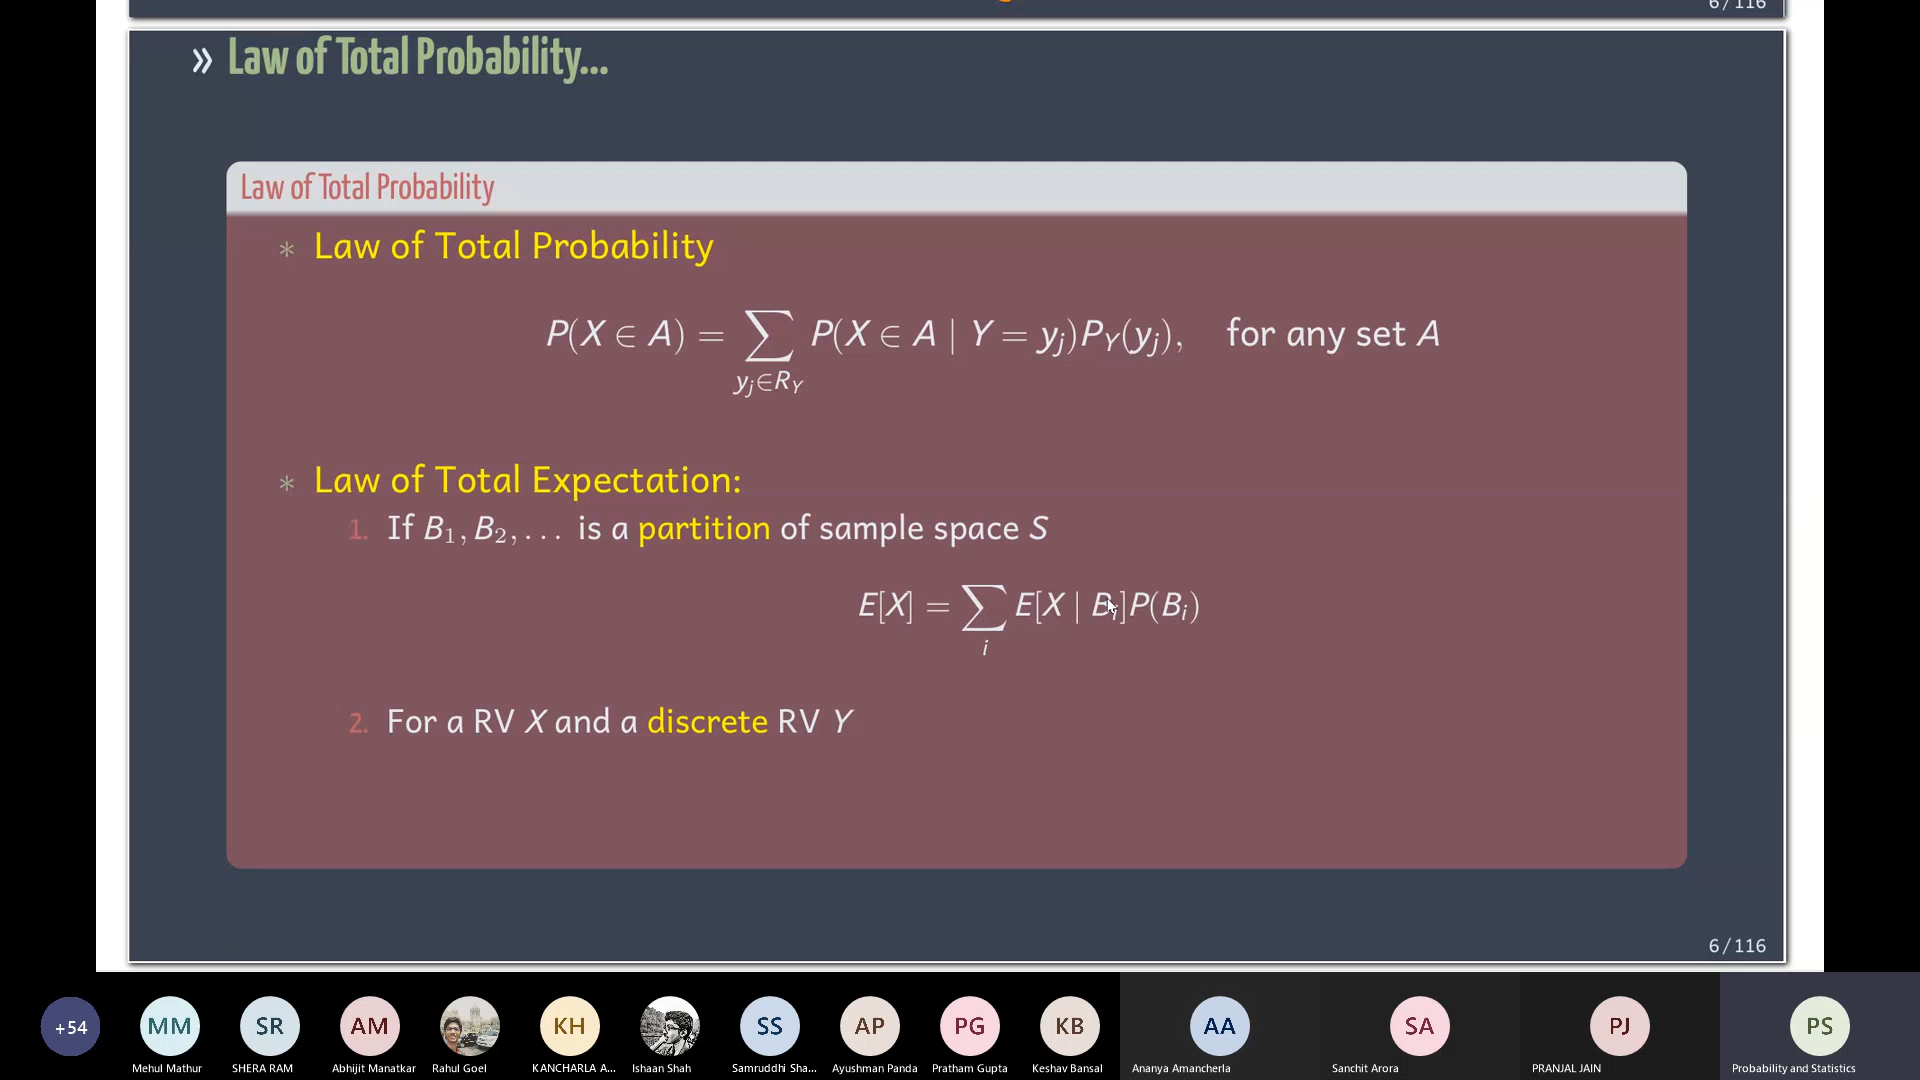 6/116
» Law of Total Probability...
Law of Total Probability
* Law of Total Probability
P(X ∈ A) = ∑_{y_j∈R_Y} P(X ∈ A | Y = y_j)P_Y(y_j), for any set A
* Law of Total Expectation:
1. If B₁, B₂, . . . is a partition of sample space S
E[X] = ∑_i E[X | B_i]P(B_i)
2. For a RV X and a discrete RV Y
6/116
+54 MM SR AM KH SS AP PG KB AA SA PJ PS
Mehul Mathur SHERA RAM Abhijit Manatkar Rahul Goel KANCHARLA A... Ishaan Shah Samruddhi Sha... Ayushman Panda Pratham Gupta Keshav Bansal Ananya Amancherla Sanchit Arora PRANJAL JAIN Probability and Statistics